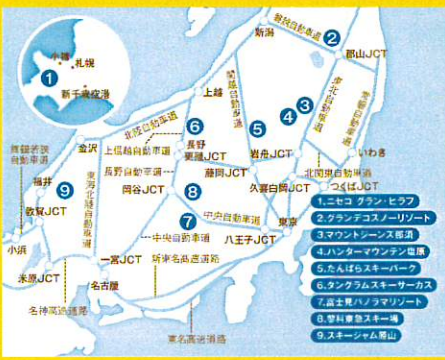 小樽
札幌
1
新千歳空港
新潟
磐越自動車道
2
郡山JCT
上越
関越自動車道
東北自動車道
常磐自動車道
3
4
5
6
北陸自動車道
上信越自動車道
長野
更埴JCT
長野自動車道
岡谷JCT
藤岡JCT
岩舟JCT
いわき
北関東自動車道
久喜白岡JCT
つくばJCT
金沢
舞鶴若狭
自動車道
福井
9
敦賀JCT
小浜
米原JCT
東海北陸自動車道
8
7
中央自動車道
東京
八王子JCT
中央自動車道
一宮JCT
新東名高速道路
名古屋
名神高速道路
東名高速道路
1.ニセコ グラン・ヒラフ
2.グランデコスノーリゾート
3.マウントジーンズ那須
4.ハンターマウンテン塩原
5.たんばらスキーパーク
6.タングラムスキーサーカス
7.富士見パノラマリゾート
8.蓼科東急スキー場
9.スキージャム勝山